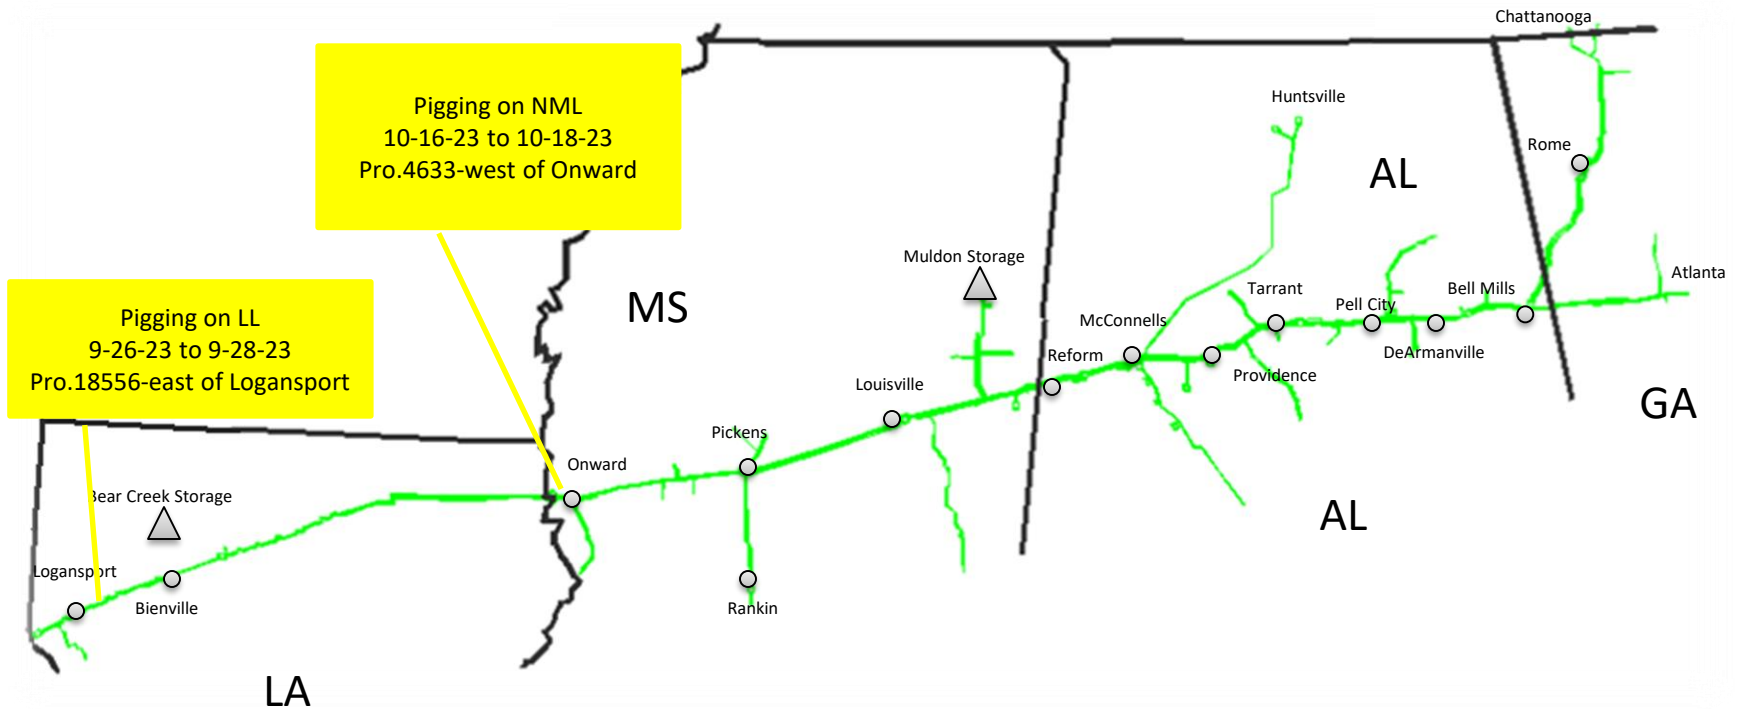 Chattanooga
Pigging on NML
10-16-23 to 10-18-23
Pro.4633-west of Onward
Huntsville
Rome
AL
Muldon Storage
Atlanta
Tarrant
Bell Mills
Pell City
MS
Pigging on LL
9-26-23 to 9-28-23
Pro.18556-east of Logansport
McConnells
Reform
DeArmanville
Providence
Louisville
GA
Pickens
Onward
Bear Creek Storage
AL
Logansport
Bienville
Rankin
LA